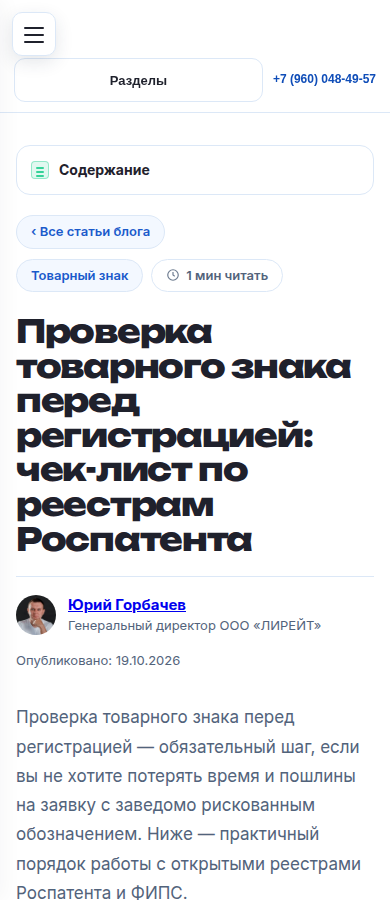 Разделы
+7 (960) 048-49-57
Содержание
‹ Все статьи блога
Товарный знак
1 мин читать
Проверка
товарного знака
перед
регистрацией:
чек-лист по
реестрам
Роспатента
Юрий Горбачев
Генеральный директор ООО «ЛИРЕЙТ»
Опубликовано: 19.10.2026
Проверка товарного знака перед
регистрацией — обязательный шаг, если
вы не хотите потерять время и пошлины
на заявку с заведомо рискованным
обозначением. Ниже — практичный
порядок работы с открытыми реестрами
Роспатента и ФИПС.